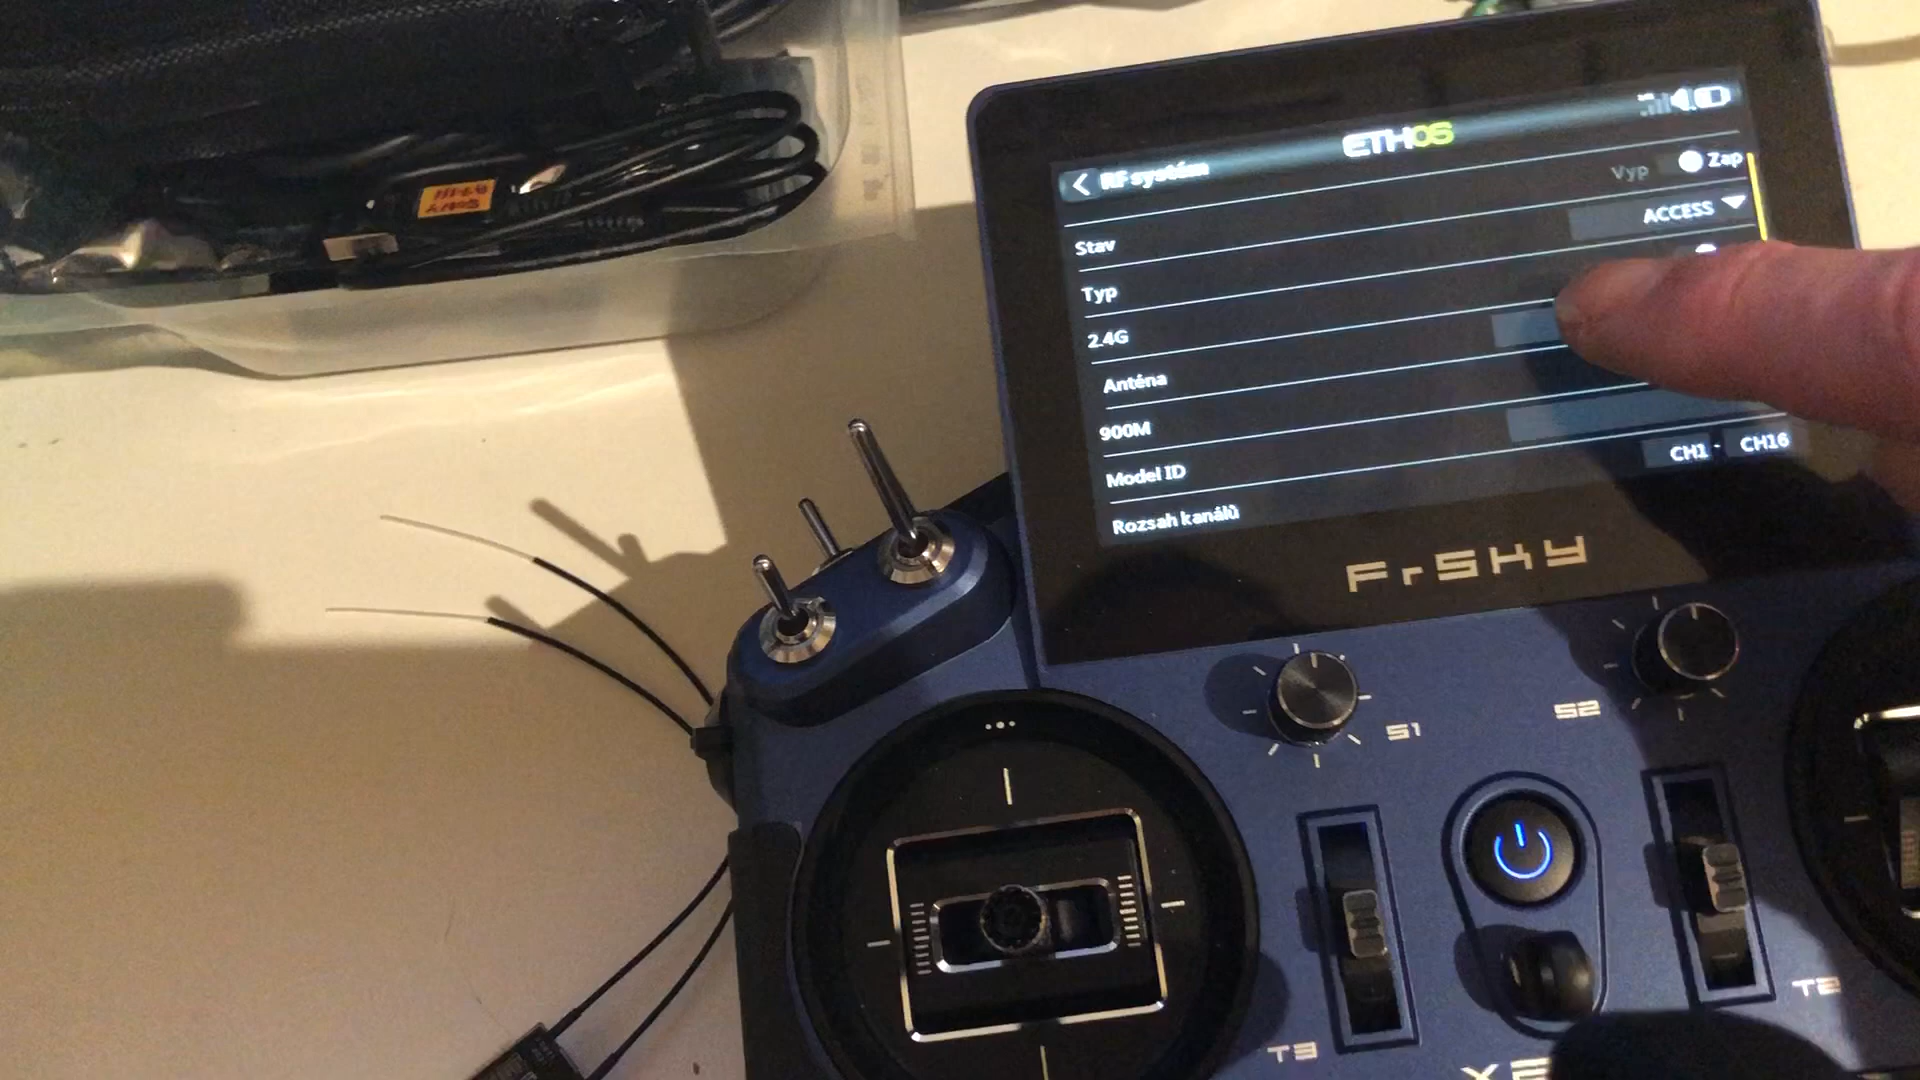 ETHOS
RF systém
Stav Vyp Zap
Typ ACCESS
2.4G
Anténa
900M
Model ID
Rozsah kanálů CH1 - CH16
FrSKY
S1
S2
T3
T2